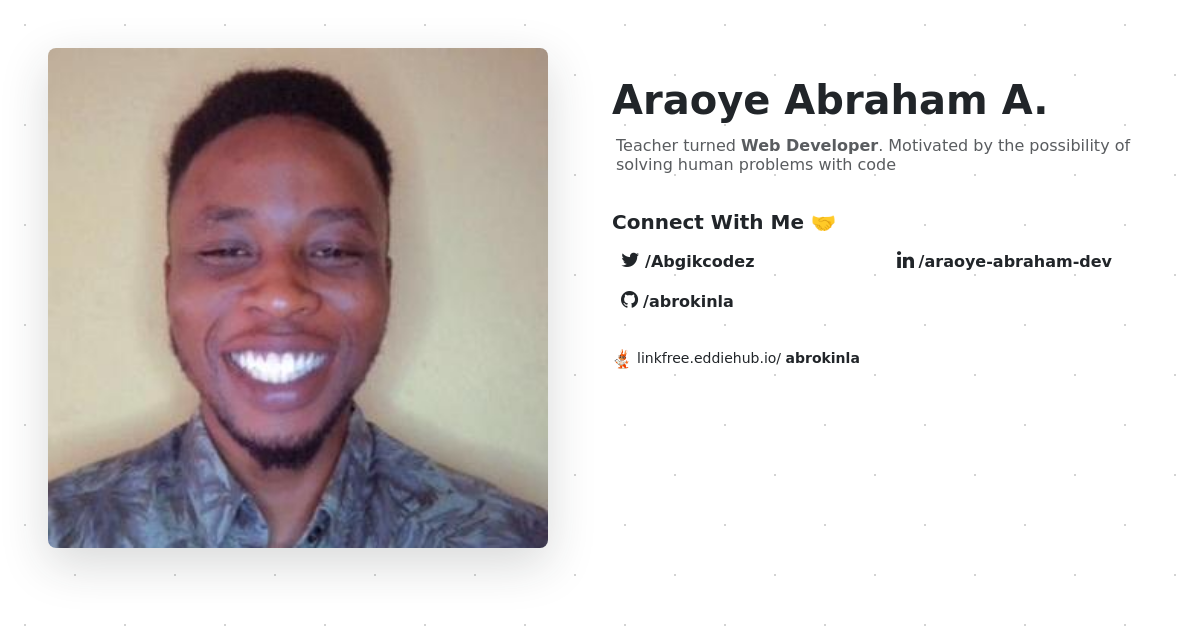 Araoye Abraham A.
Teacher turned Web Developer. Motivated by the possibility of
solving human problems with code
Connect With Me 🤝
/Abgikcodez
/araoye-abraham-dev
/abrokinla
linkfree.eddiehub.io/ abrokinla